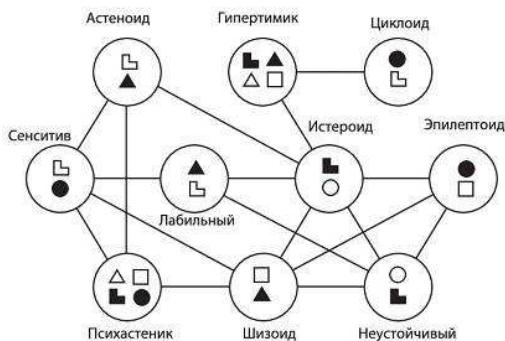 Астеноид
Гипертимик
Циклоид
Сенситив
Истероид
Эпилептоид
Лабильный
Психастеник
Шизоид
Неустойчивый